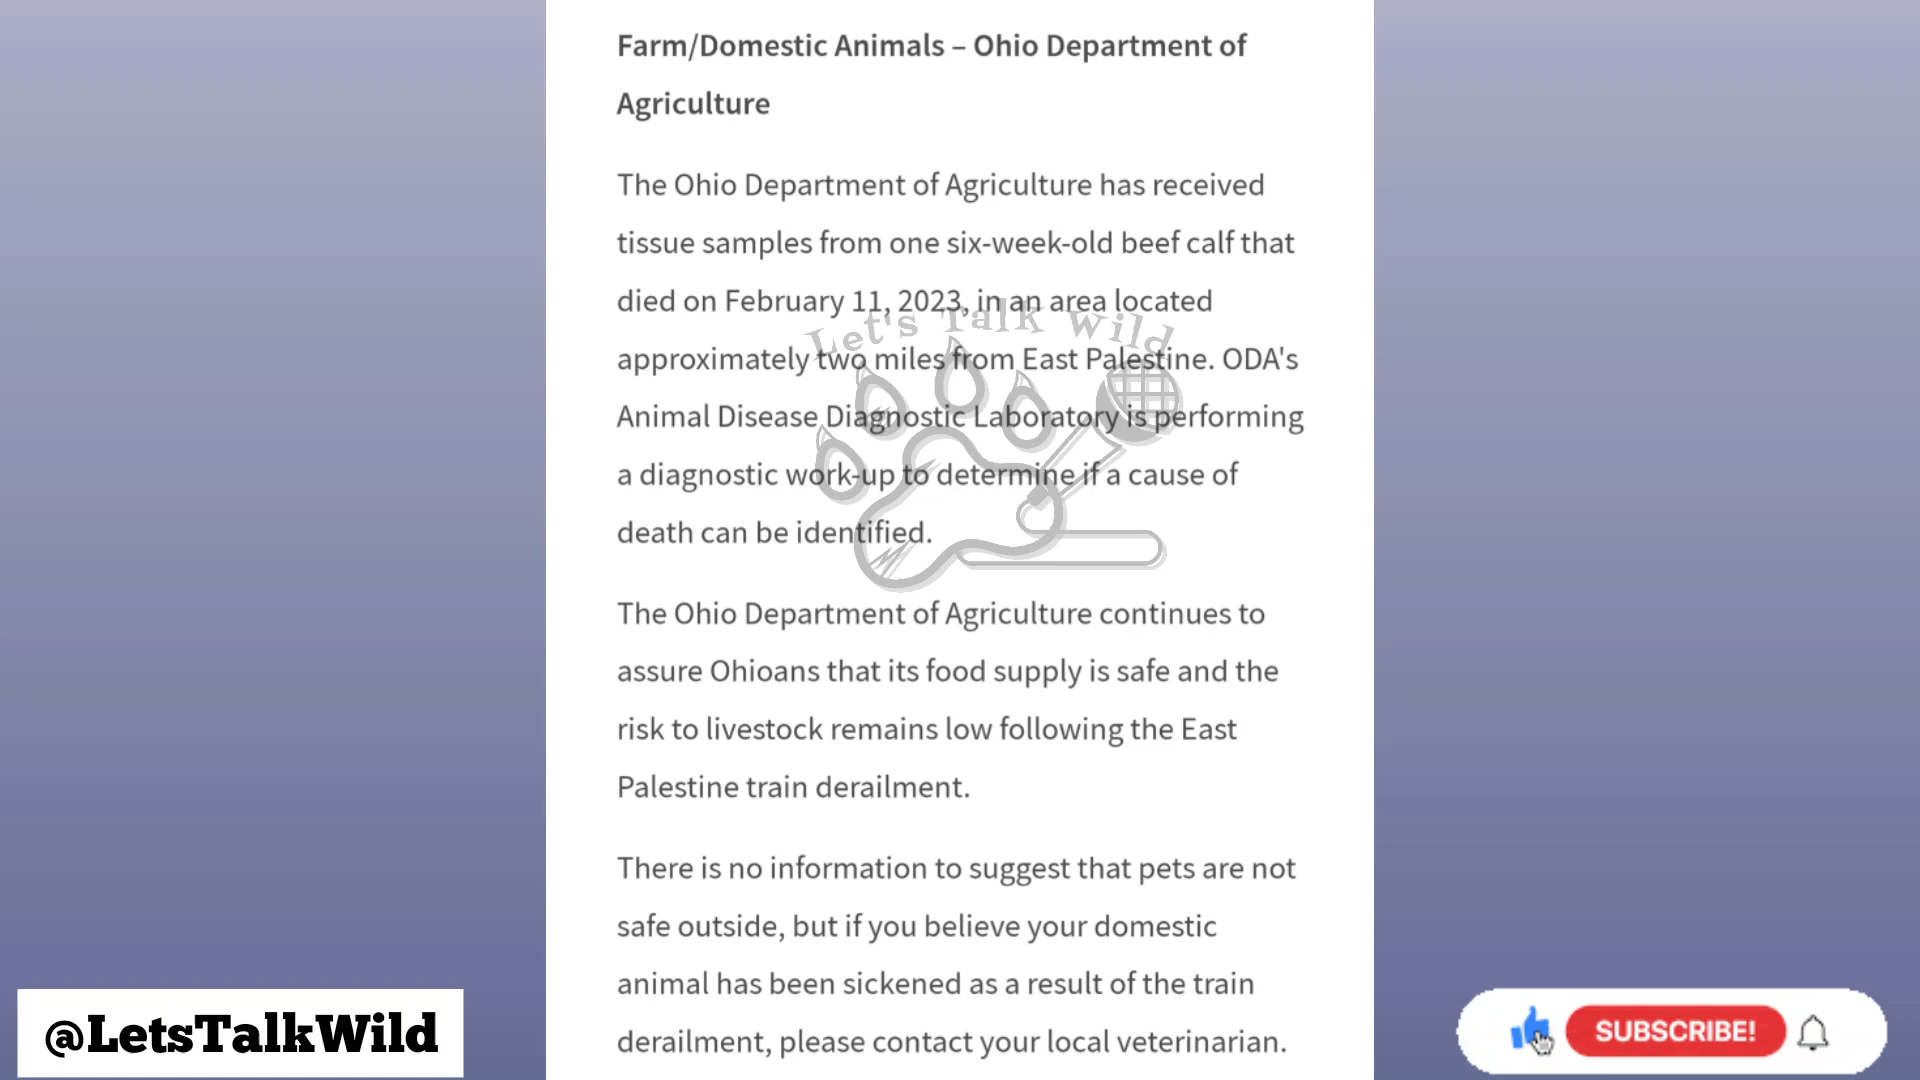 Farm/Domestic Animals – Ohio Department of
Agriculture
The Ohio Department of Agriculture has received
tissue samples from one six-week-old beef calf that
died on February 11, 2023, in an area located
approximately two miles from East Palestine. ODA's
Animal Disease Diagnostic Laboratory is performing
a diagnostic work-up to determine if a cause of
death can be identified.
The Ohio Department of Agriculture continues to
assure Ohioans that its food supply is safe and the
risk to livestock remains low following the East
Palestine train derailment.
There is no information to suggest that pets are not
safe outside, but if you believe your domestic
animal has been sickened as a result of the train
derailment, please contact your local veterinarian.
Let's Talk Wild
@LetsTalkWild
SUBSCRIBE!